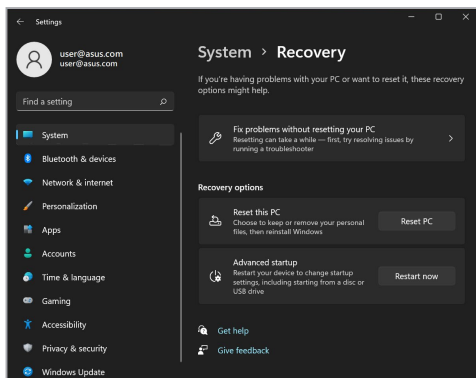 Settings
user@asus.com
user@asus.com
Find a setting
System
Bluetooth & devices
Network & internet
Personalization
Apps
Accounts
Time & language
Gaming
Accessibility
Privacy & security
Windows Update
System > Recovery
If you're having problems with your PC or want to reset it, these recovery
options might help.
Fix problems without resetting your PC
Resetting can take a while — first, try resolving issues by
running a troubleshooter
Recovery options
Reset this PC
Choose to keep or remove your personal
files, then reinstall Windows
Reset PC
Advanced startup
Restart your device to change startup
settings, including starting from a disc or
USB drive
Restart now
Get help
Give feedback